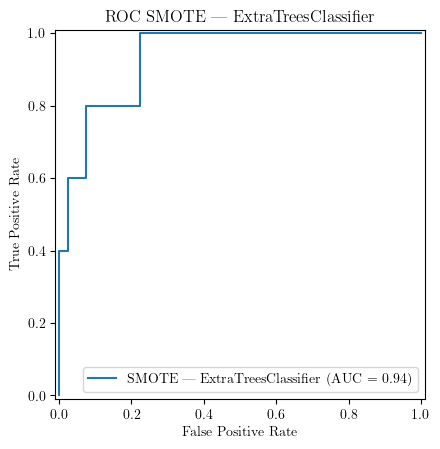 ROC SMOTE — ExtraTreesClassifier
1.0
0.8
0.6
0.4
0.2
0.0
True Positive Rate
SMOTE — ExtraTreesClassifier (AUC = 0.94)
0.0 0.2 0.4 0.6 0.8 1.0
False Positive Rate